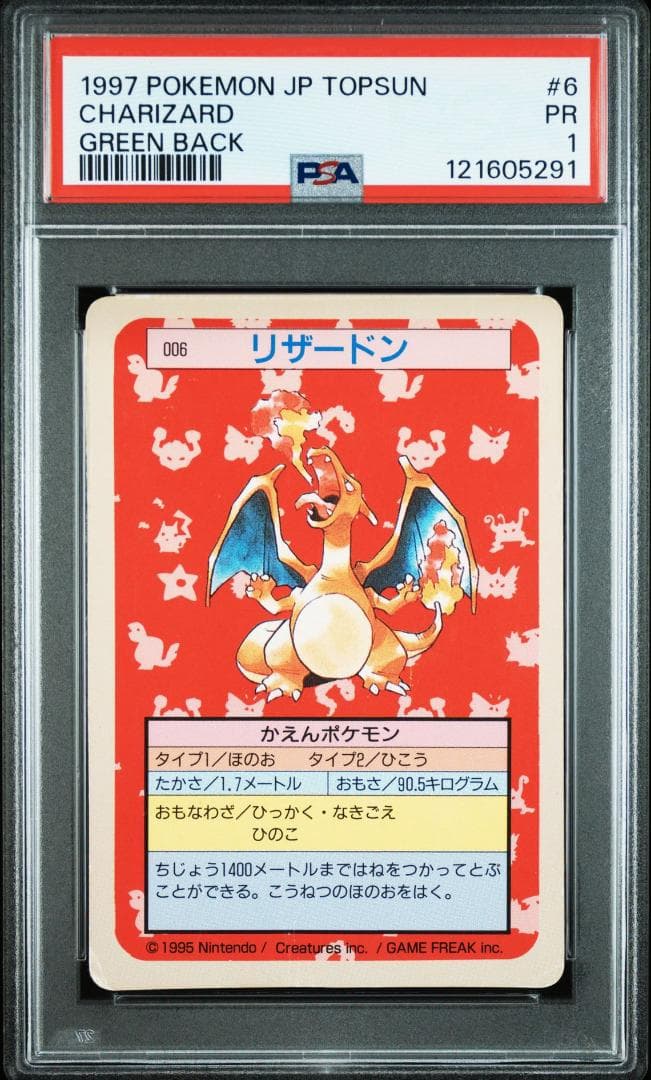 1997 POKEMON JP TOPSUN #6
CHARIZARD PR
GREEN BACK 1
PSA 121605291
006 リザードン
かえんポケモン
タイプ1/ほのお タイプ2/ひこう
たかさ/1.7メートル おもさ/90.5キログラム
おもなわざ/ひっかく・なきごえ
ひのこ
ちじょう1400メートルまではねをつかってとぶ
ことができる。こうねつのほのおをはく。
©1995 Nintendo / Creatures inc. / GAME FREAK inc.